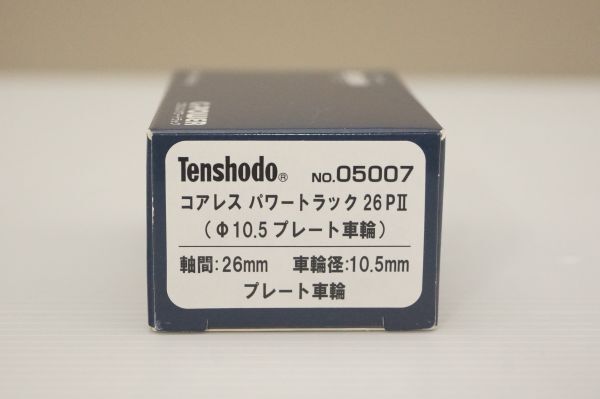 Tenshodo® NO.05007
コアレス パワートラック 26PⅡ
(Φ10.5プレート車輪)
軸間:26mm 車輪径:10.5mm
プレート車輪